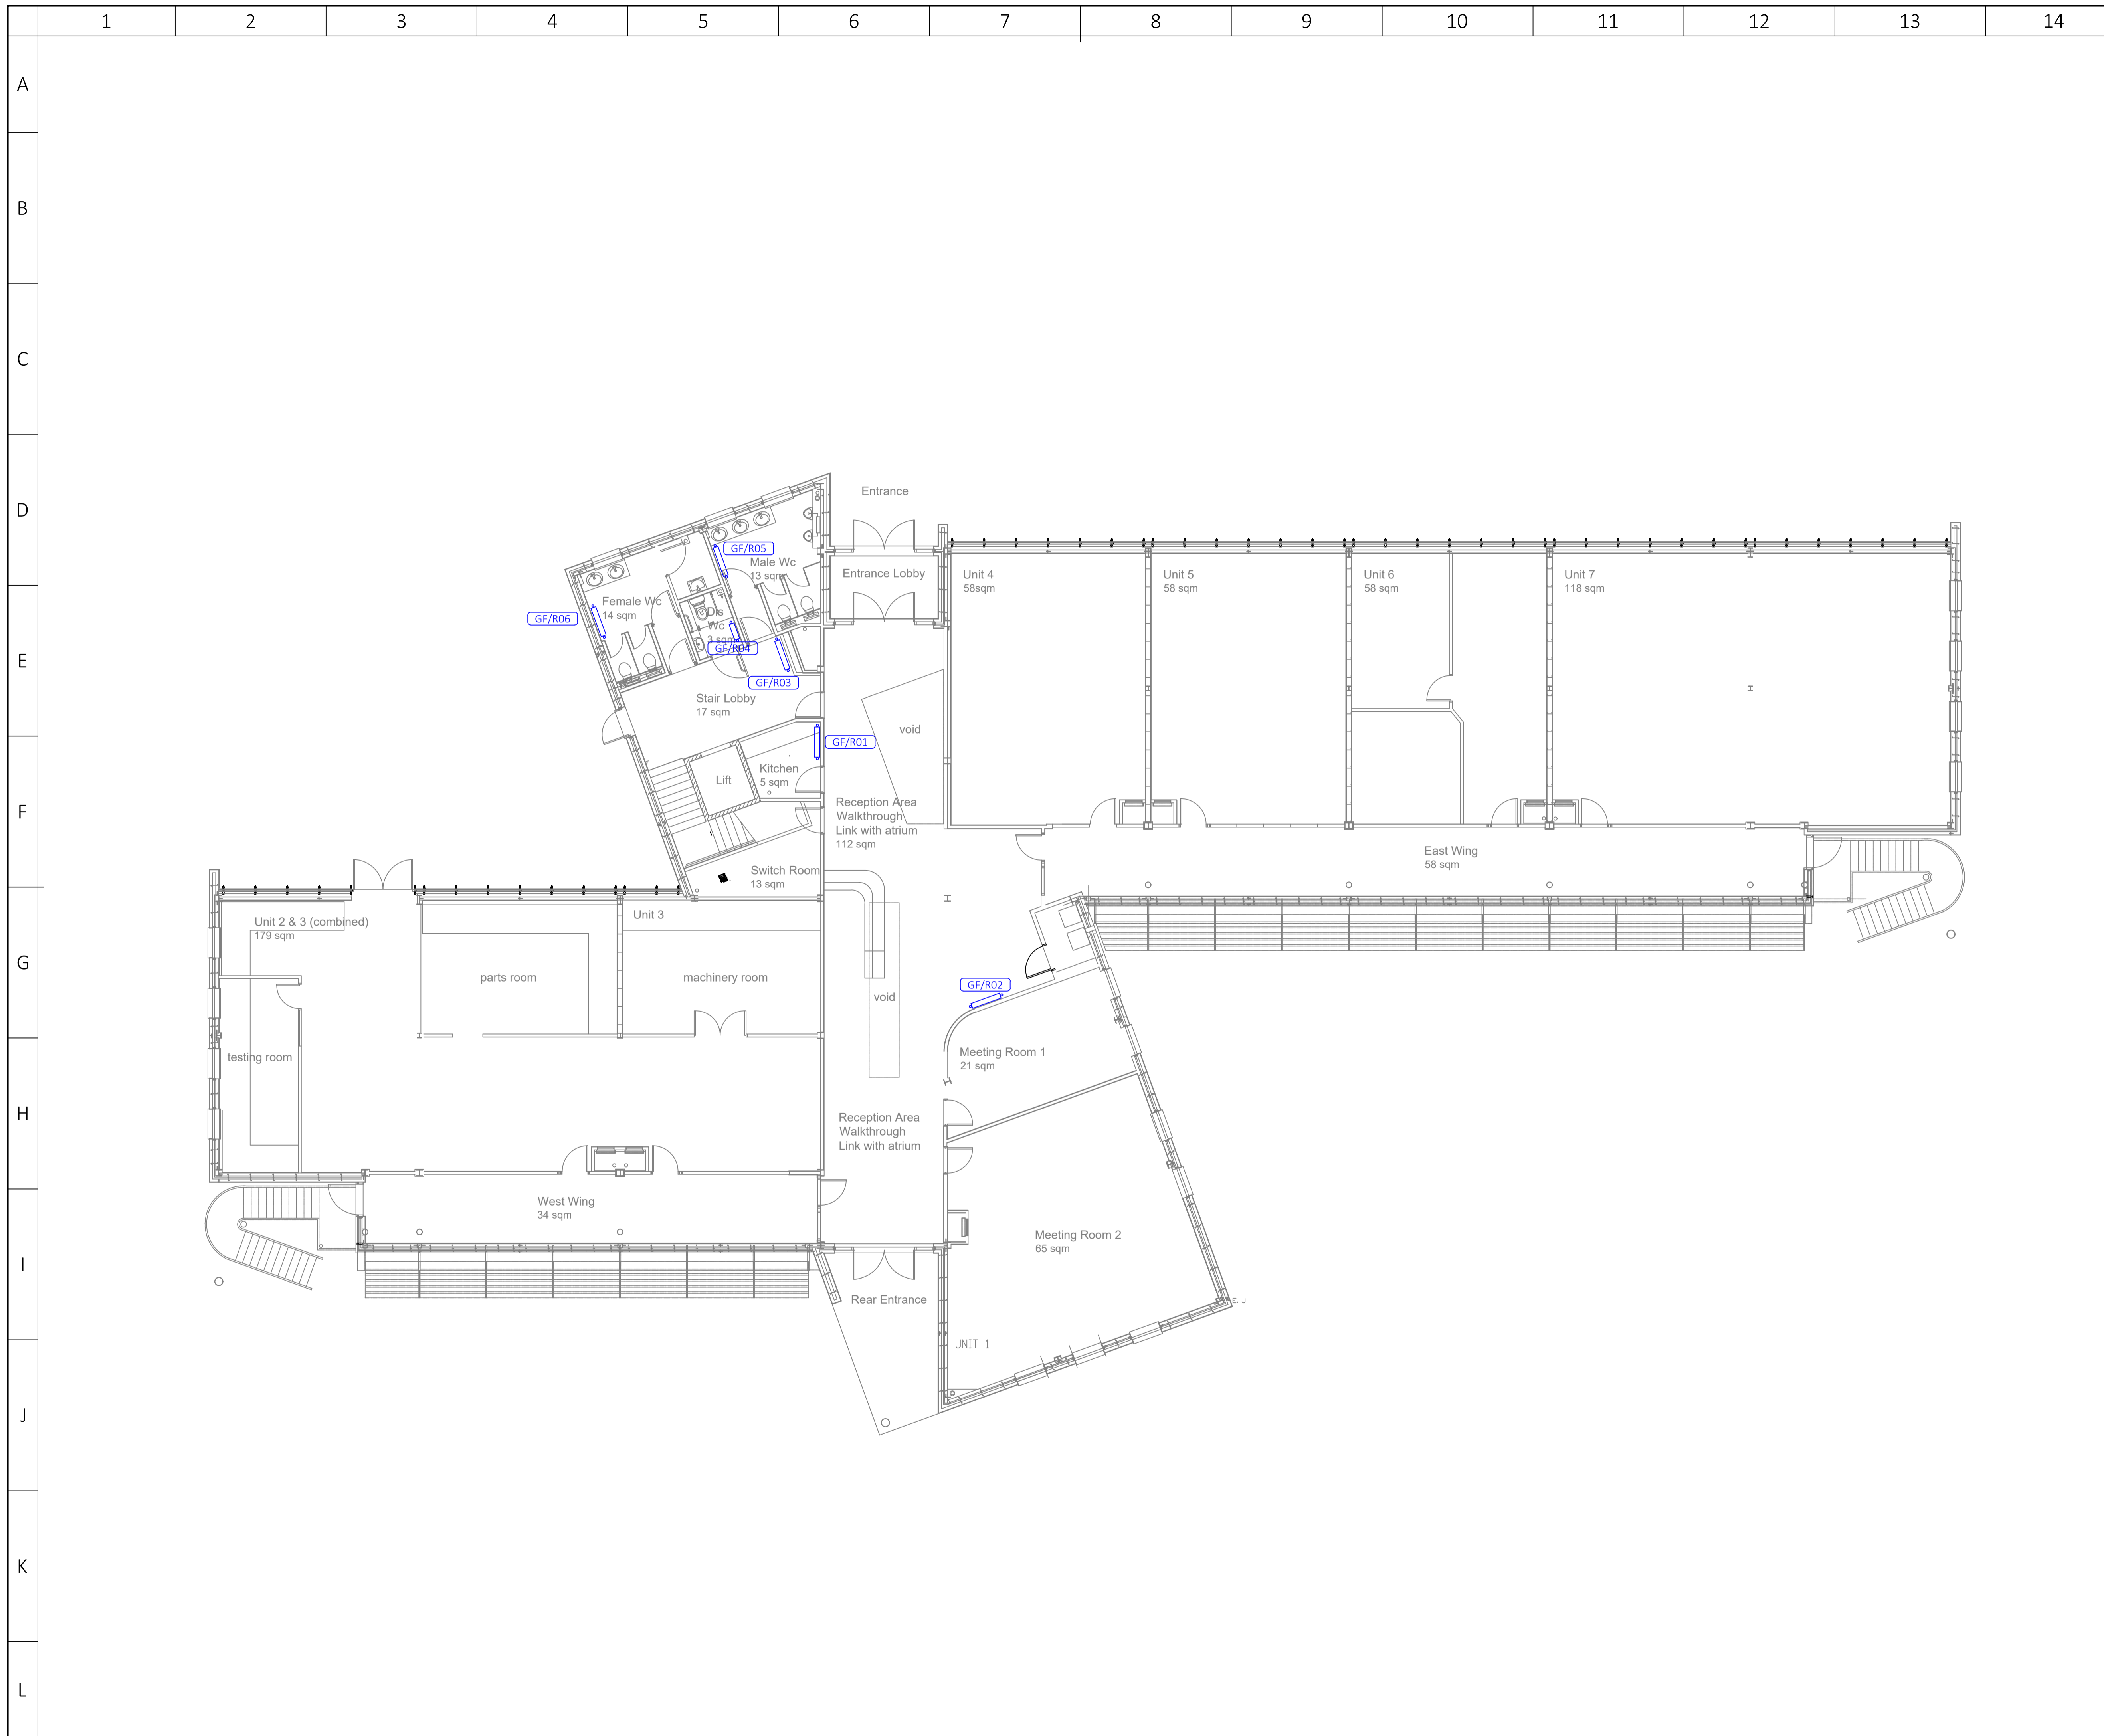 1 2 3 4 5 6 7 8 9 10 11 12 13 14
A
B
C
D
E
F
G
H
I
J
K
L
Entrance
GF/R05
Male Wc
13 sqm
Entrance Lobby
Unit 4
58sqm
Unit 5
58 sqm
Unit 6
58 sqm
Unit 7
118 sqm
Female Wc
14 sqm
GF/R06
Dis
Wc
3 sqm
GF/R04
GF/R03
Stair Lobby
17 sqm
void
GF/R01
Lift
Kitchen
5 sqm
Reception Area
Walkthrough
Link with atrium
112 sqm
East Wing
58 sqm
Switch Room
13 sqm
Unit 2 & 3 (combined)
179 sqm
Unit 3
parts room
machinery room
void
GF/R02
testing room
Meeting Room 1
21 sqm
Reception Area
Walkthrough
Link with atrium
West Wing
34 sqm
Meeting Room 2
65 sqm
Rear Entrance
E. J
UNIT 1